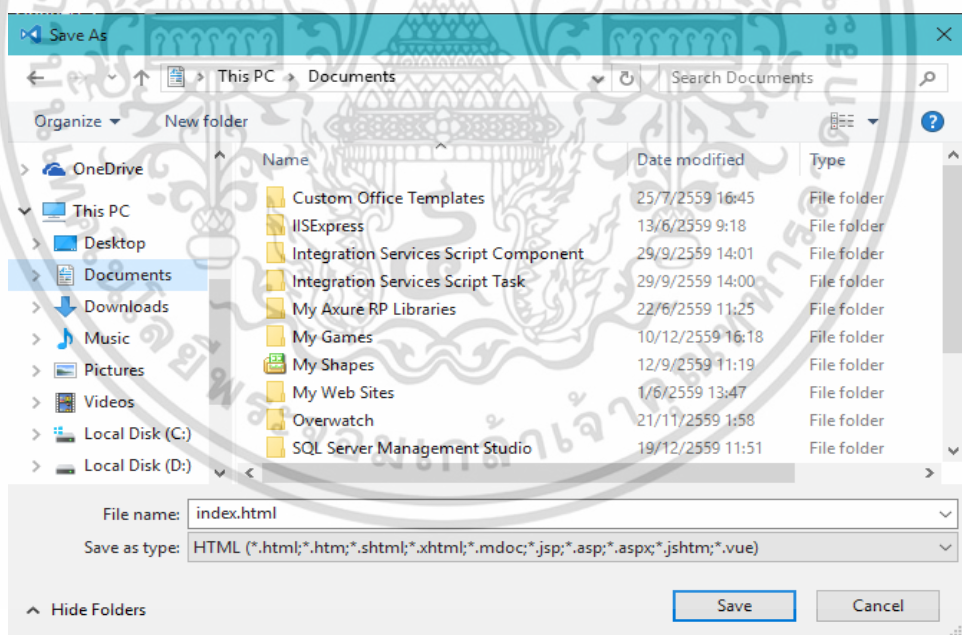 Save As
This PC > Documents
Search Documents
Organize
New folder
Name Date modified Type
OneDrive
This PC
Desktop
Documents
Downloads
Music
Pictures
Videos
Local Disk (C:)
Local Disk (D:)
Custom Office Templates 25/7/2559 16:45 File folder
IISExpress 13/6/2559 9:18 File folder
Integration Services Script Component 29/9/2559 14:01 File folder
Integration Services Script Task 29/9/2559 14:00 File folder
My Axure RP Libraries 22/6/2559 11:25 File folder
My Games 10/12/2559 16:18 File folder
My Shapes 12/9/2559 11:19 File folder
My Web Sites 1/6/2559 13:47 File folder
Overwatch 21/11/2559 1:58 File folder
SQL Server Management Studio 19/12/2559 11:51 File folder
File name: index.html
Save as type: HTML (*.html;*.htm;*.shtml;*.xhtml;*.mdoc;*.jsp;*.asp;*.aspx;*.jshtm;*.vue)
Hide Folders
Save
Cancel